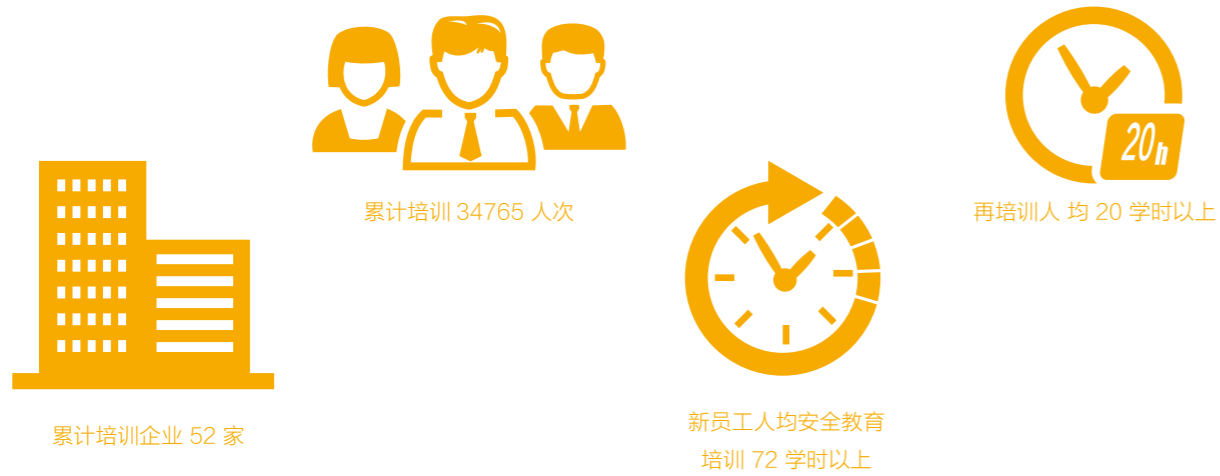 累计培训企业 52 家
累计培训 34765 人次
新员工人均安全教育
培训 72 学时以上
20h
再培训人 均 20 学时以上